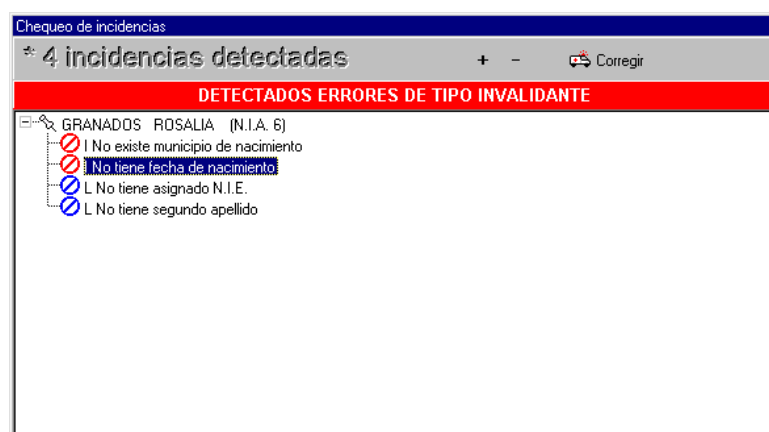 Chequeo de incidencias
* 4 incidencias detectadas + - Corregir
DETECTADOS ERRORES DE TIPO INVALIDANTE
GRANADOS ROSALIA (N.I.A. 6)
I No existe municipio de nacimiento
I No tiene fecha de nacimiento
L No tiene asignado N.I.E.
L No tiene segundo apellido